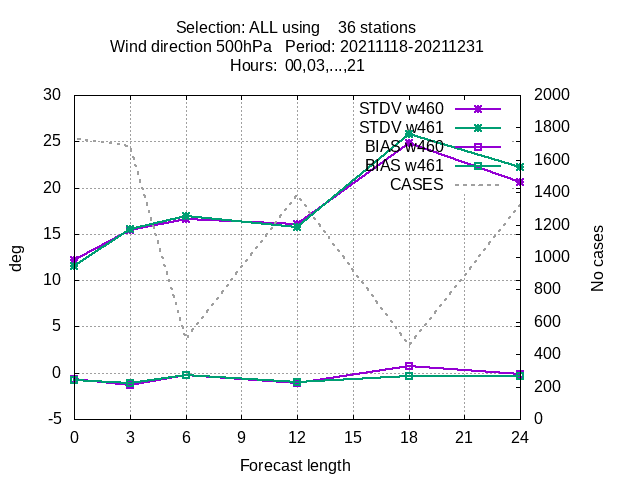 Selection: ALL using    36 stations
Wind direction 500hPa   Period: 20211118-20211231
Hours:  00,03,...,21
30
25
20
15
10
5
0
-5
2000
1800
1600
1400
1200
1000
800
600
400
200
0
STDV w460
STDV w461
BIAS w460
BIAS w461
CASES
deg
No cases
0 3 6 9 12 15 18 21 24
Forecast length